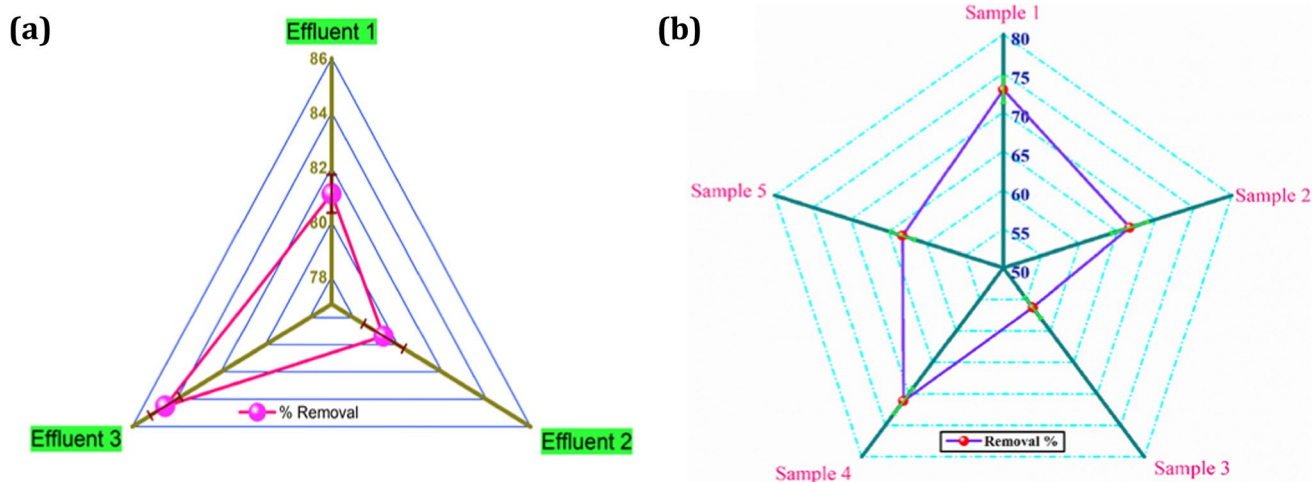 (a)
Effluent 1
86
84
82
80
78
% Removal
Effluent 3
Effluent 2
(b)
Sample 1
80
75
70
65
60
55
50
Sample 5
Sample 2
Removal %
Sample 4
Sample 3